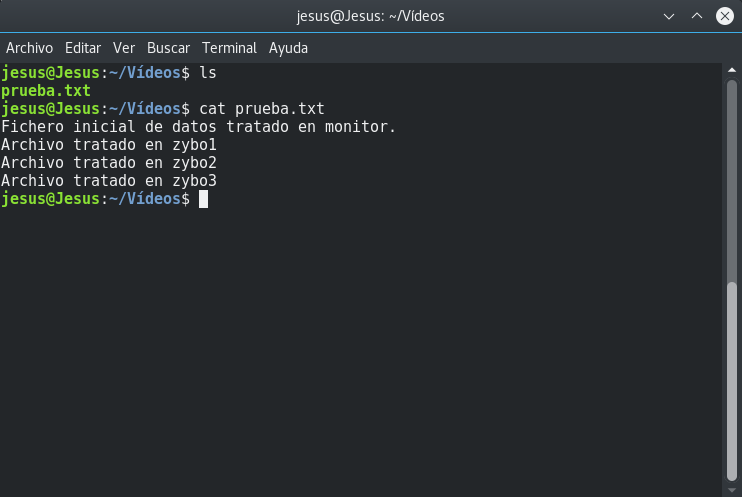 jesus@Jesus: ~/Vídeos
Archivo Editar Ver Buscar Terminal Ayuda
jesus@Jesus:~/Vídeos$ ls
prueba.txt
jesus@Jesus:~/Vídeos$ cat prueba.txt
Fichero inicial de datos tratado en monitor.
Archivo tratado en zybo1
Archivo tratado en zybo2
Archivo tratado en zybo3
jesus@Jesus:~/Vídeos$